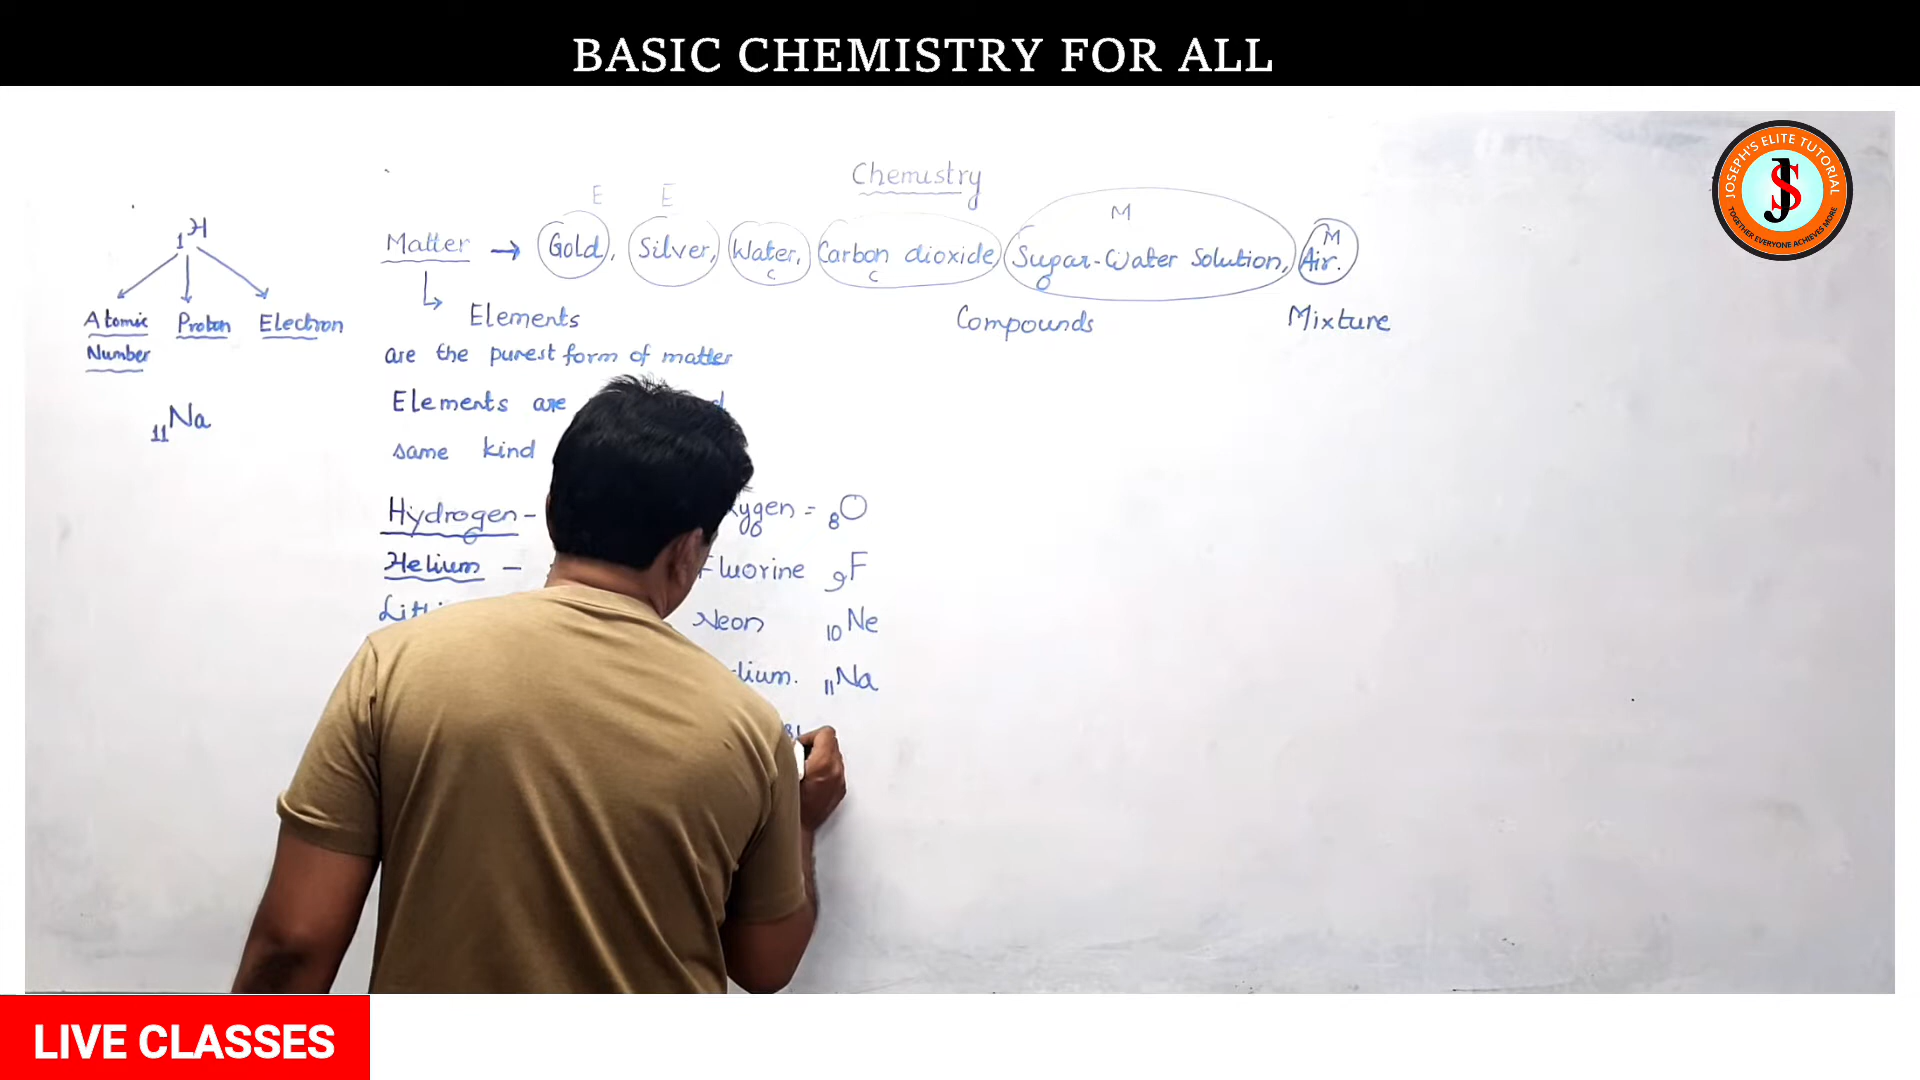 BASIC CHEMISTRY FOR ALL
JOSEPH'S ELITE TUTORIAL
JS
TOGETHER EVERYONE ACHIEVES MORE
Chemistry
E E M
Matter → Gold, Silver, Water, Carbon dioxide, Sugar-Water Solution, Air.
C C M
Elements Compounds Mixture
are the purest form of matter
Elements are
same kind
Hydrogen - ygen = 8O
Helium - Fluorine 9F
Neon 10Ne
dium. 11Na
1H
Atomic Number Proton Electron
11Na
LIVE CLASSES